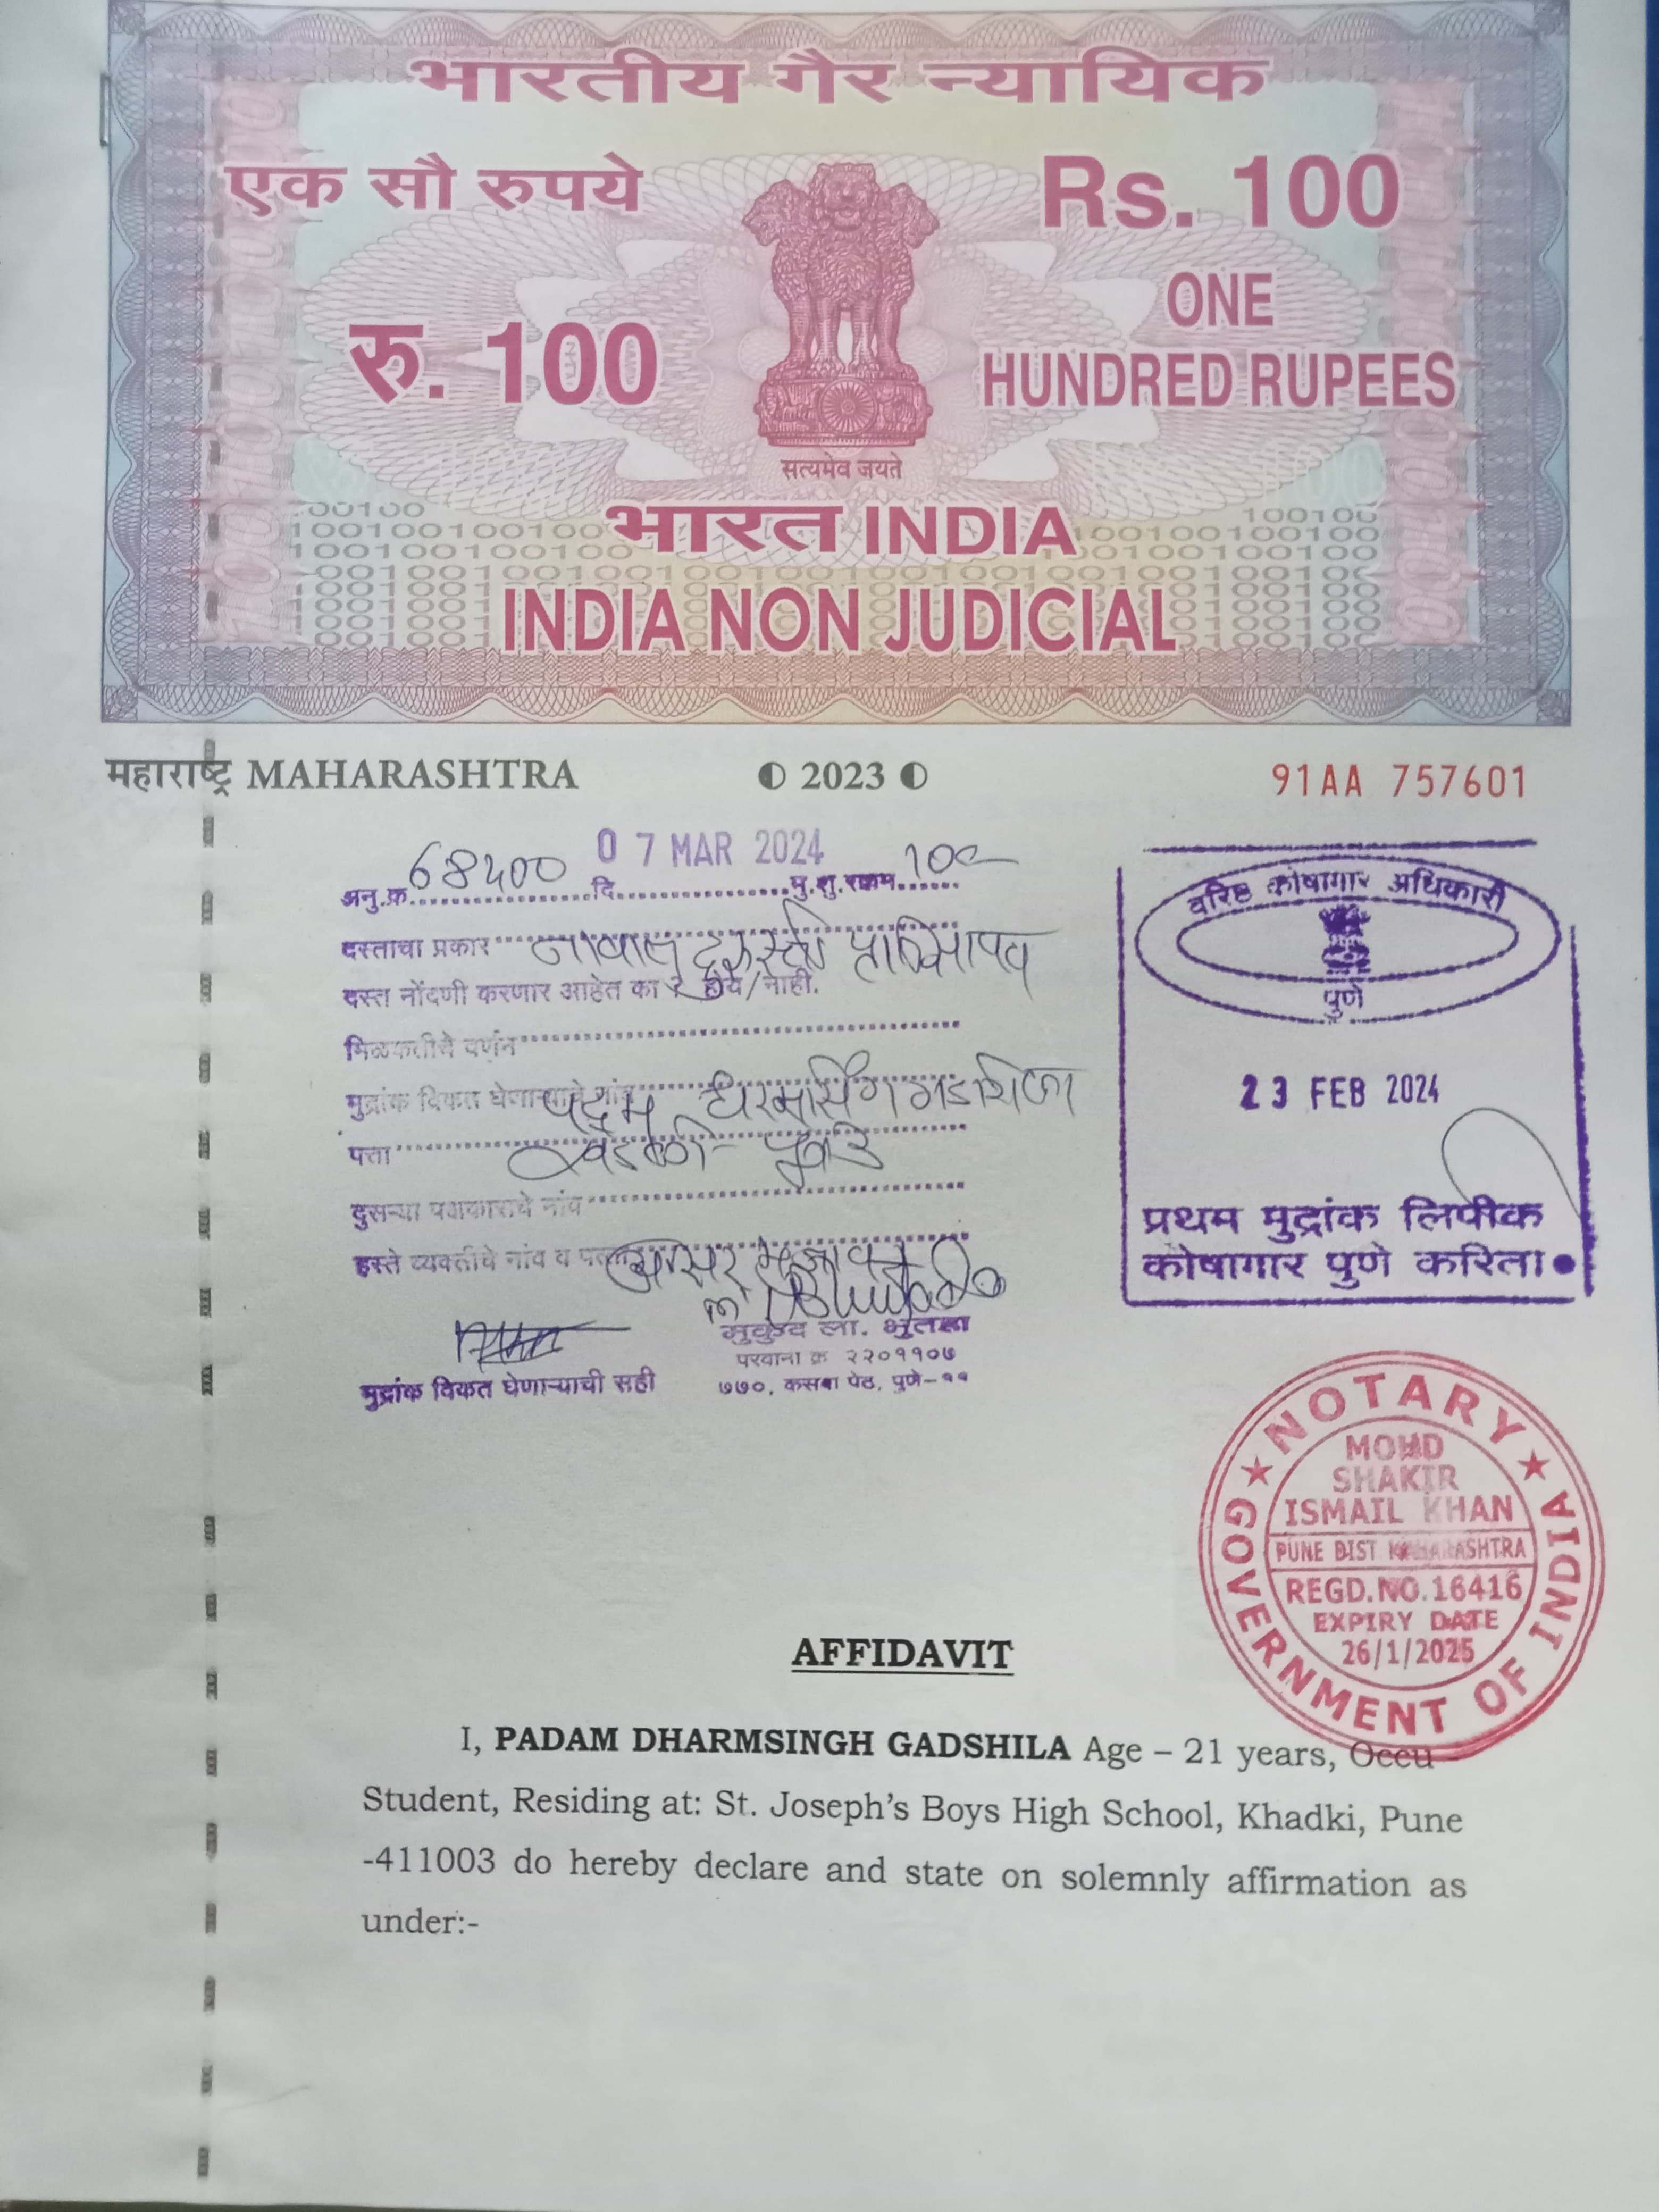 भारतीय गैर न्यायिक
एक सौ रुपये
Rs. 100
रु. 100
ONE
HUNDRED RUPEES
सत्यमेव जयते
भारत INDIA
INDIA NON JUDICIAL
महाराष्ट्र MAHARASHTRA
2023
91AA 757601
अनु.क्र. 68400 दि. 07 MAR 2024 मु.शु.रक्कम 100
दस्ताचा प्रकार दुरुस्ती
दस्त नोंदणी करणार आहेत का ? होय/नाही.
मिळकतीचे वर्णन
मुद्रांक विकत घेणाऱ्याचे नांव पदम धरमसिंग गडशिला
पत्ता खडकी - पुणे 3
दुसऱ्या पक्षकाराचे नांव
हस्ते व्यक्तीचे नांव व पत्ता
मुकुंद ला. भुतडा
परवाना क्र २२०११०७
७७०, कसबा पेठ, पुणे-११
मुद्रांक विकत घेणाऱ्याची सही
वरिष्ठ कोषागार अधिकारी
पुणे
23 FEB 2024
प्रथम मुद्रांक लिपीक
कोषागार पुणे करिता
NOTARY
MOHD
SHAKIR
ISMAIL KHAN
PUNE DIST MAHARASHTRA
REGD.NO.16416
EXPIRY DATE
26/1/2025
GOVERNMENT OF INDIA
AFFIDAVIT
I, PADAM DHARMSINGH GADSHILA Age – 21 years, Occu –
Student, Residing at: St. Joseph's Boys High School, Khadki, Pune
-411003 do hereby declare and state on solemnly affirmation as
under:-